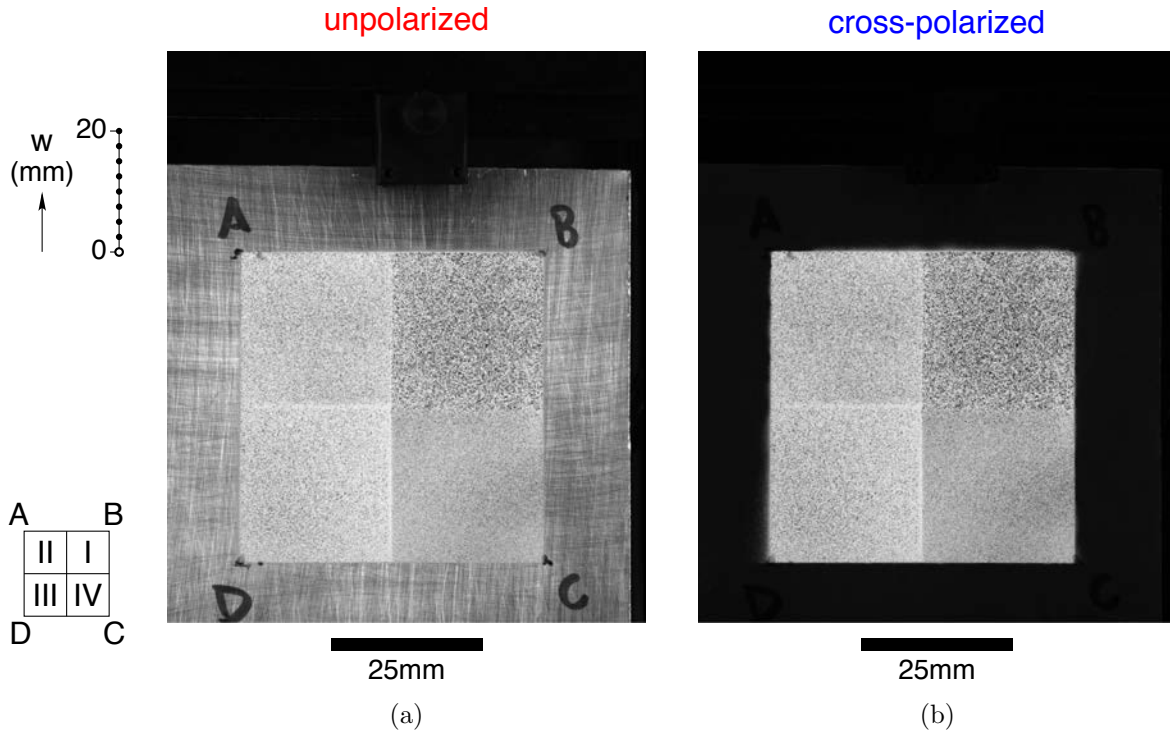 unpolarized
cross-polarized
20
w
(mm)
0
A
B
D
C
A
B
D
C
A B
II I
III IV
D C
25mm
25mm
(a)
(b)